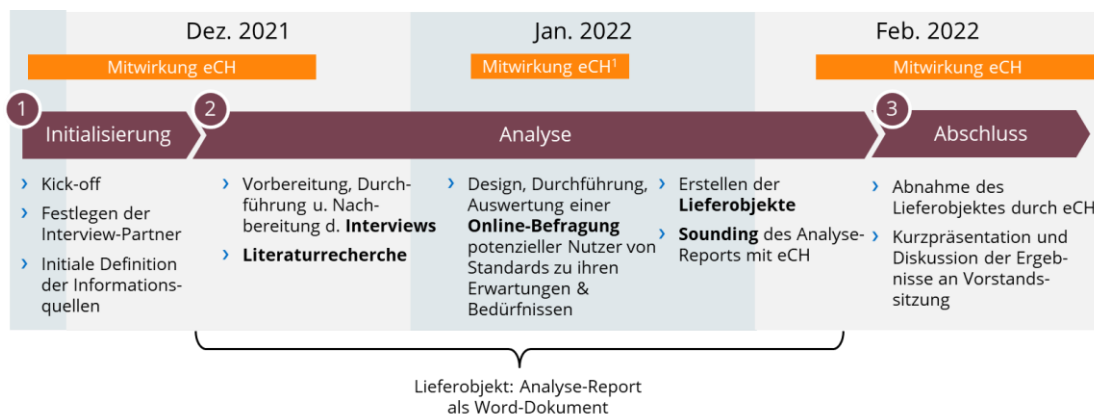 Dez. 2021
Jan. 2022
Feb. 2022
Mitwirkung eCH
Mitwirkung eCH¹
Mitwirkung eCH
1
Initialisierung
2
Analyse
3
Abschluss
› Kick-off
› Festlegen der
Interview-Partner
› Initiale Definition
der Informations-
quellen
› Vorbereitung, Durch-
führung u. Nach-
bereitung d. Interviews
› Literaturrecherche
› Design, Durchführung,
Auswertung einer
Online-Befragung
potenzieller Nutzer von
Standards zu ihren
Erwartungen &
Bedürfnissen
› Erstellen der
Lieferobjekte
› Sounding des Analyse-
Reports mit eCH
› Abnahme des
Lieferobjektes durch eCH
› Kurzpräsentation und
Diskussion der Ergeb-
nisse an Vorstands-
sitzung
Lieferobjekt: Analyse-Report
als Word-Dokument